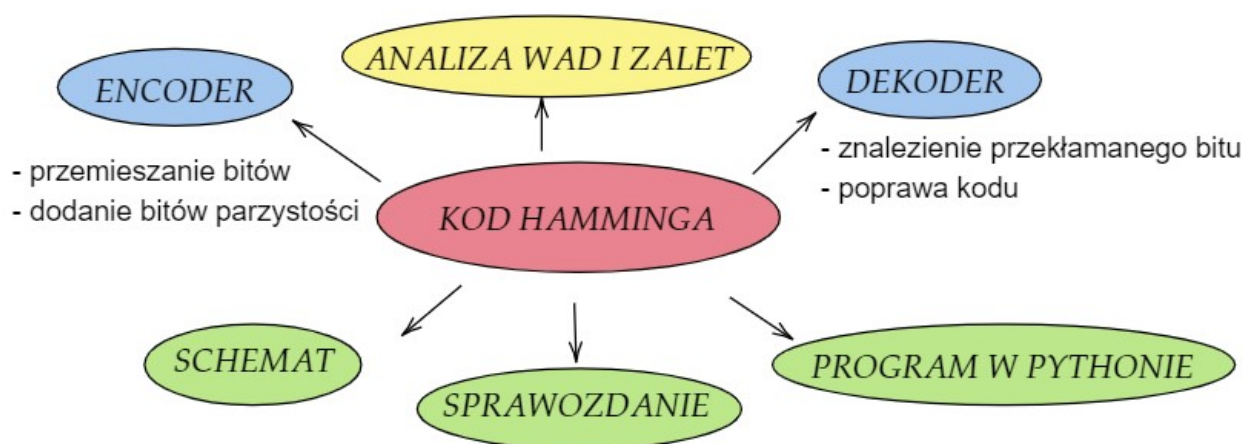 ANALIZA WAD I ZALET
ENCODER
DEKODER
- przemieszanie bitów
- dodanie bitów parzystości
- znalezienie przekłamanego bitu
- poprawa kodu
KOD HAMMINGA
SCHEMAT
SPRAWOZDANIE
PROGRAM W PYTHONIE